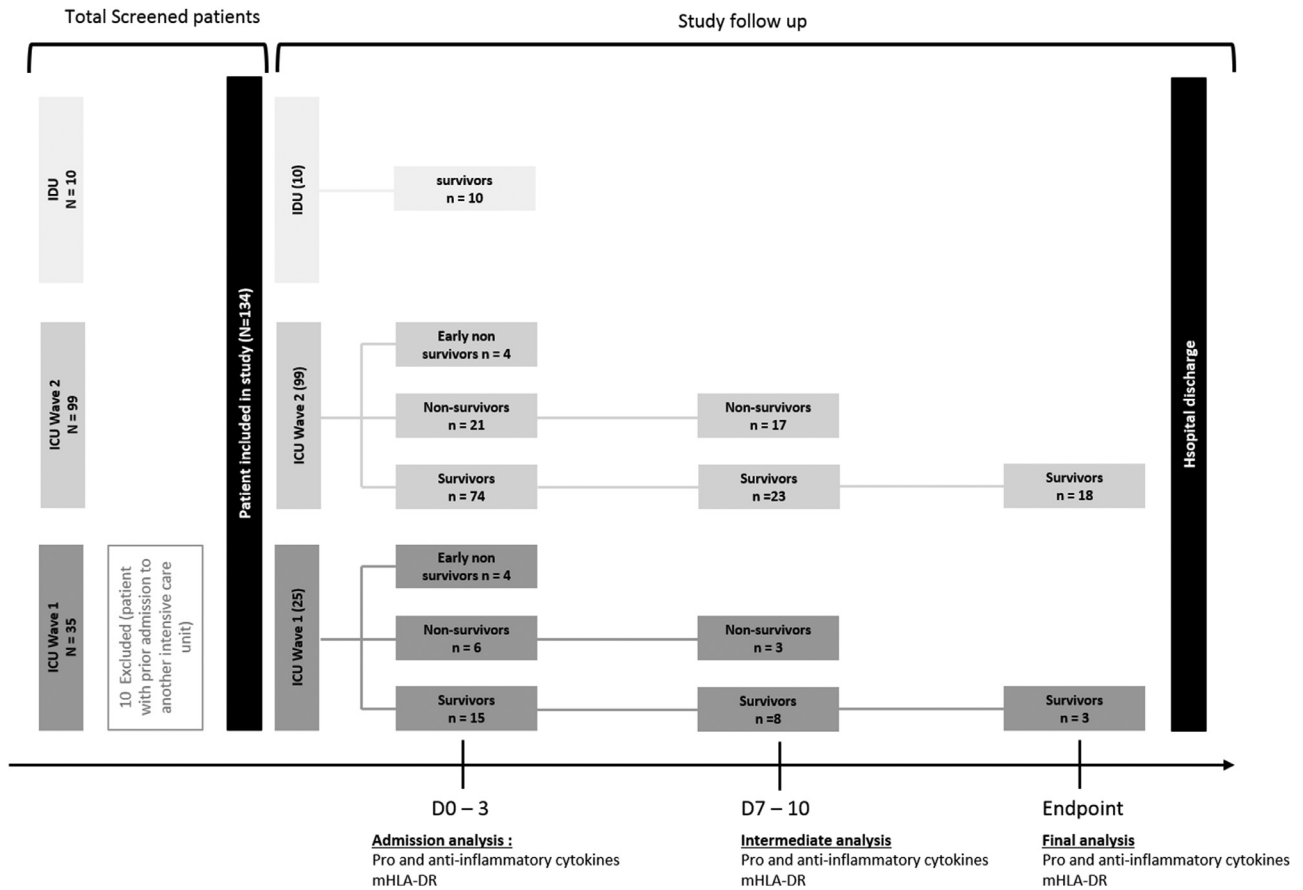 Total Screened patients
Study follow up
IDU
N = 10
ICU Wave 2
N = 99
ICU Wave 1
N = 35
10 Excluded (patient
with prior admission to
another intensive care
unit)
Patient included in study (N=134)
IDU (10)
survivors
n = 10
ICU Wave 2 (99)
Early non
survivors n = 4
Non-survivors
n = 21
Survivors
n = 74
Non-survivors
n = 17
Survivors
n =23
Survivors
n = 18
ICU Wave 1 (25)
Early non
survivors n = 4
Non-survivors
n = 6
Survivors
n = 15
Non-survivors
n = 3
Survivors
n =8
Survivors
n = 3
Hsopital discharge
D0 – 3
Admission analysis :
Pro and anti-inflammatory cytokines
mHLA-DR
D7 – 10
Intermediate analysis
Pro and anti-inflammatory cytokines
mHLA-DR
Endpoint
Final analysis
Pro and anti-inflammatory cytokines
mHLA-DR